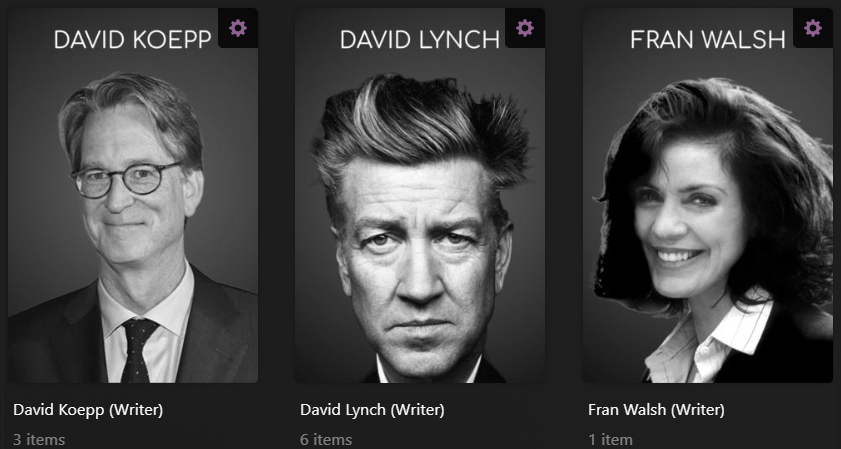 DAVID KOEPP
DAVID LYNCH
FRAN WALSH
David Koepp (Writer)
David Lynch (Writer)
Fran Walsh (Writer)
3 items
6 items
1 item